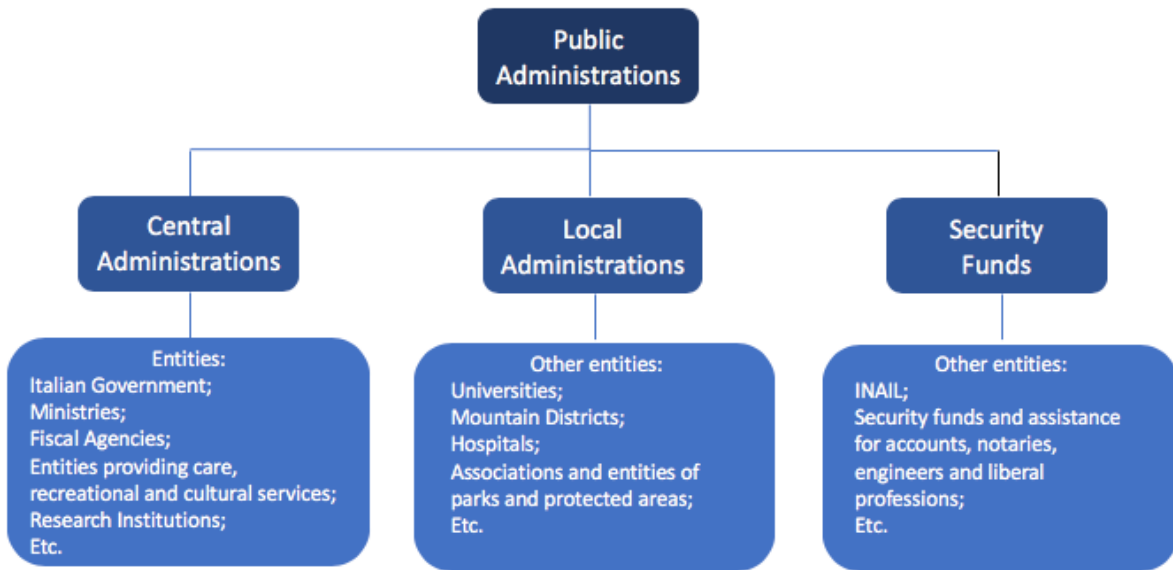 Public
Administrations
Central
Administrations
Local
Administrations
Security
Funds
Entities:
Italian Government;
Ministries;
Fiscal Agencies;
Entities providing care,
recreational and cultural services;
Research Institutions;
Etc.
Other entities:
Universities;
Mountain Districts;
Hospitals;
Associations and entities of
parks and protected areas;
Etc.
Other entities:
INAIL;
Security funds and assistance
for accounts, notaries,
engineers and liberal
professions;
Etc.